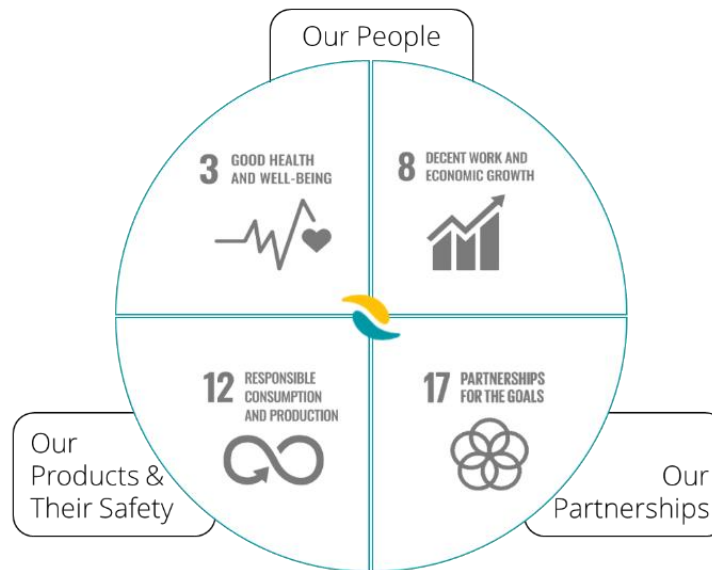 Our People
3 GOOD HEALTH
AND WELL-BEING
8 DECENT WORK AND
ECONOMIC GROWTH
12 RESPONSIBLE
CONSUMPTION
AND PRODUCTION
17 PARTNERSHIPS
FOR THE GOALS
Our
Products &
Their Safety
Our
Partnerships